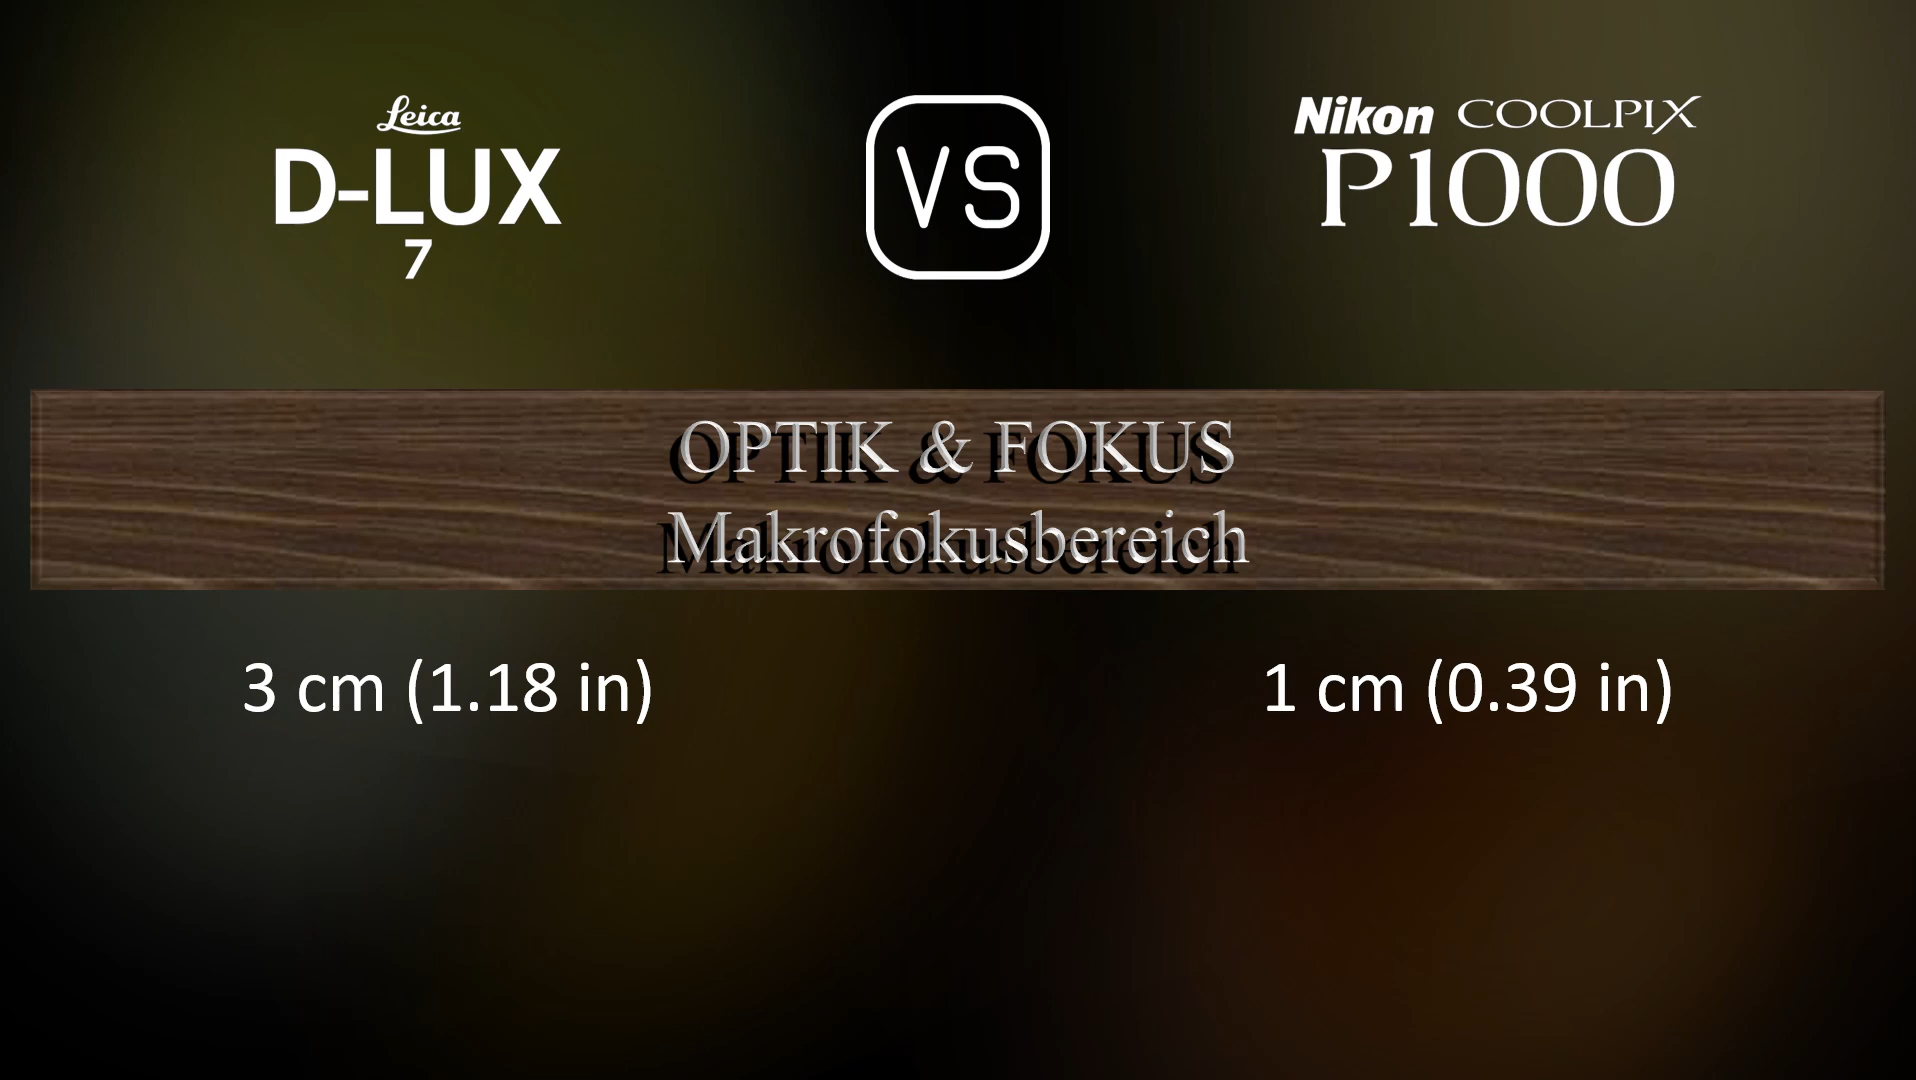 Leica
D-LUX
7
VS
Nikon COOLPIX
P1000
OPTIK & FOKUS
Makrofokusbereich
3 cm (1.18 in)
1 cm (0.39 in)